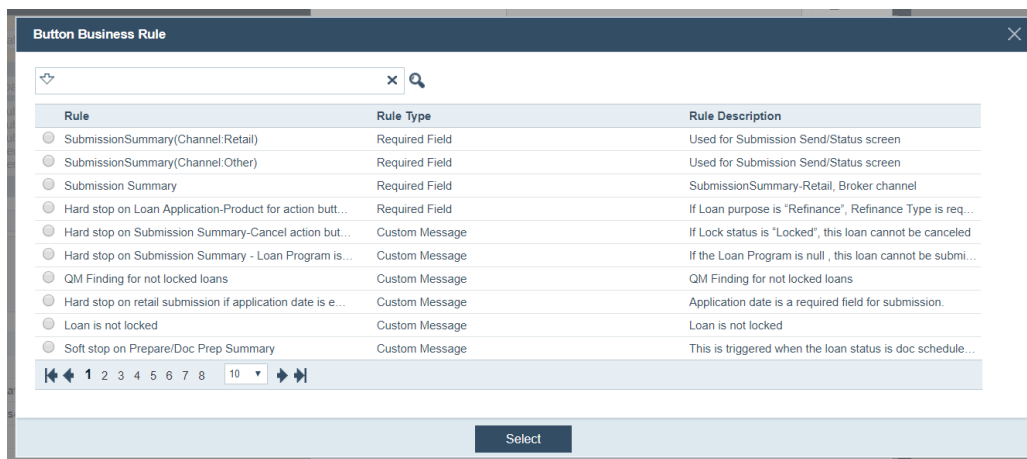 Button Business Rule
Rule Rule Type Rule Description
SubmissionSummary(Channel:Retail) Required Field Used for Submission Send/Status screen
SubmissionSummary(Channel:Other) Required Field Used for Submission Send/Status screen
Submission Summary Required Field SubmissionSummary-Retail, Broker channel
Hard stop on Loan Application-Product for action butt... Required Field If Loan purpose is “Refinance”, Refinance Type is req...
Hard stop on Submission Summary-Cancel action but... Custom Message If Lock status is “Locked”, this loan cannot be canceled
Hard stop on Submission Summary - Loan Program is... Custom Message If the Loan Program is null , this loan cannot be submi...
QM Finding for not locked loans Custom Message QM Finding for not locked loans
Hard stop on retail submission if application date is e... Custom Message Application date is a required field for submission.
Loan is not locked Custom Message Loan is not locked
Soft stop on Prepare/Doc Prep Summary Custom Message This is triggered when the loan status is doc schedule...
1 2 3 4 5 6 7 8 10
Select